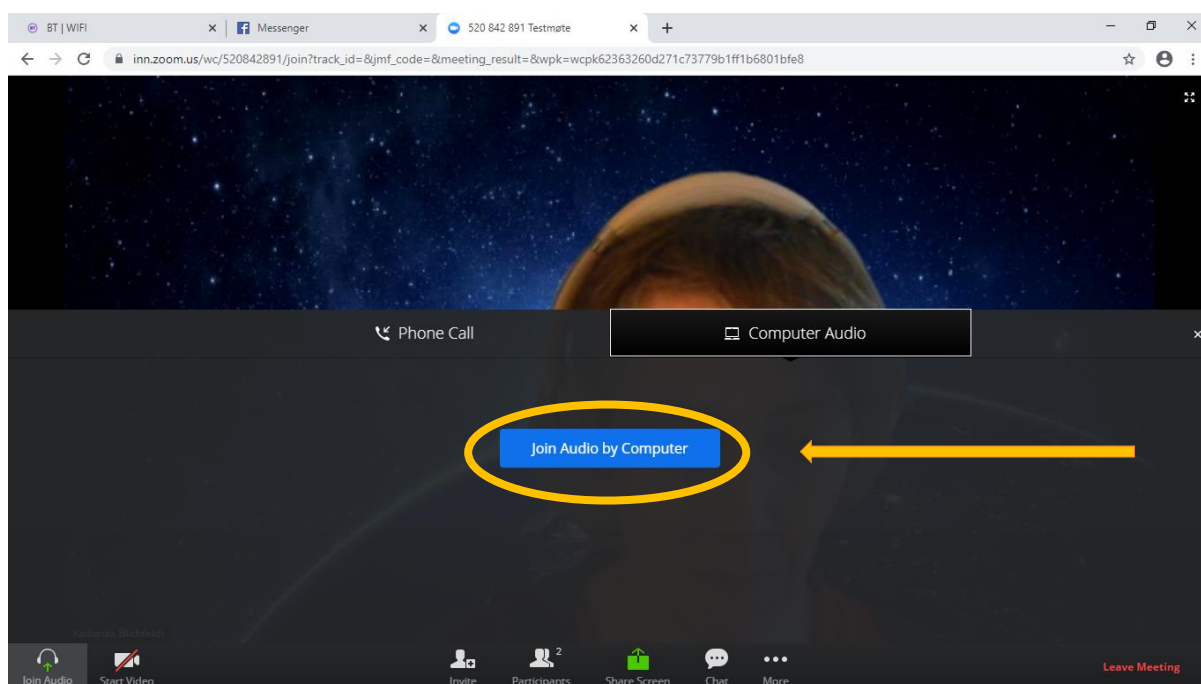 BT | WIFI
Messenger
520 842 891 Testmøte
inn.zoom.us/wc/520842891/join?track_id=&jmf_code=&meeting_result=&wpk=wcpk62363260d271c73779b1ff1b6801bfe8
Phone Call
Computer Audio
Join Audio by Computer
2
Join Audio
Start Video
Invite
Participants
Share Screen
Chat
More
Leave Meeting